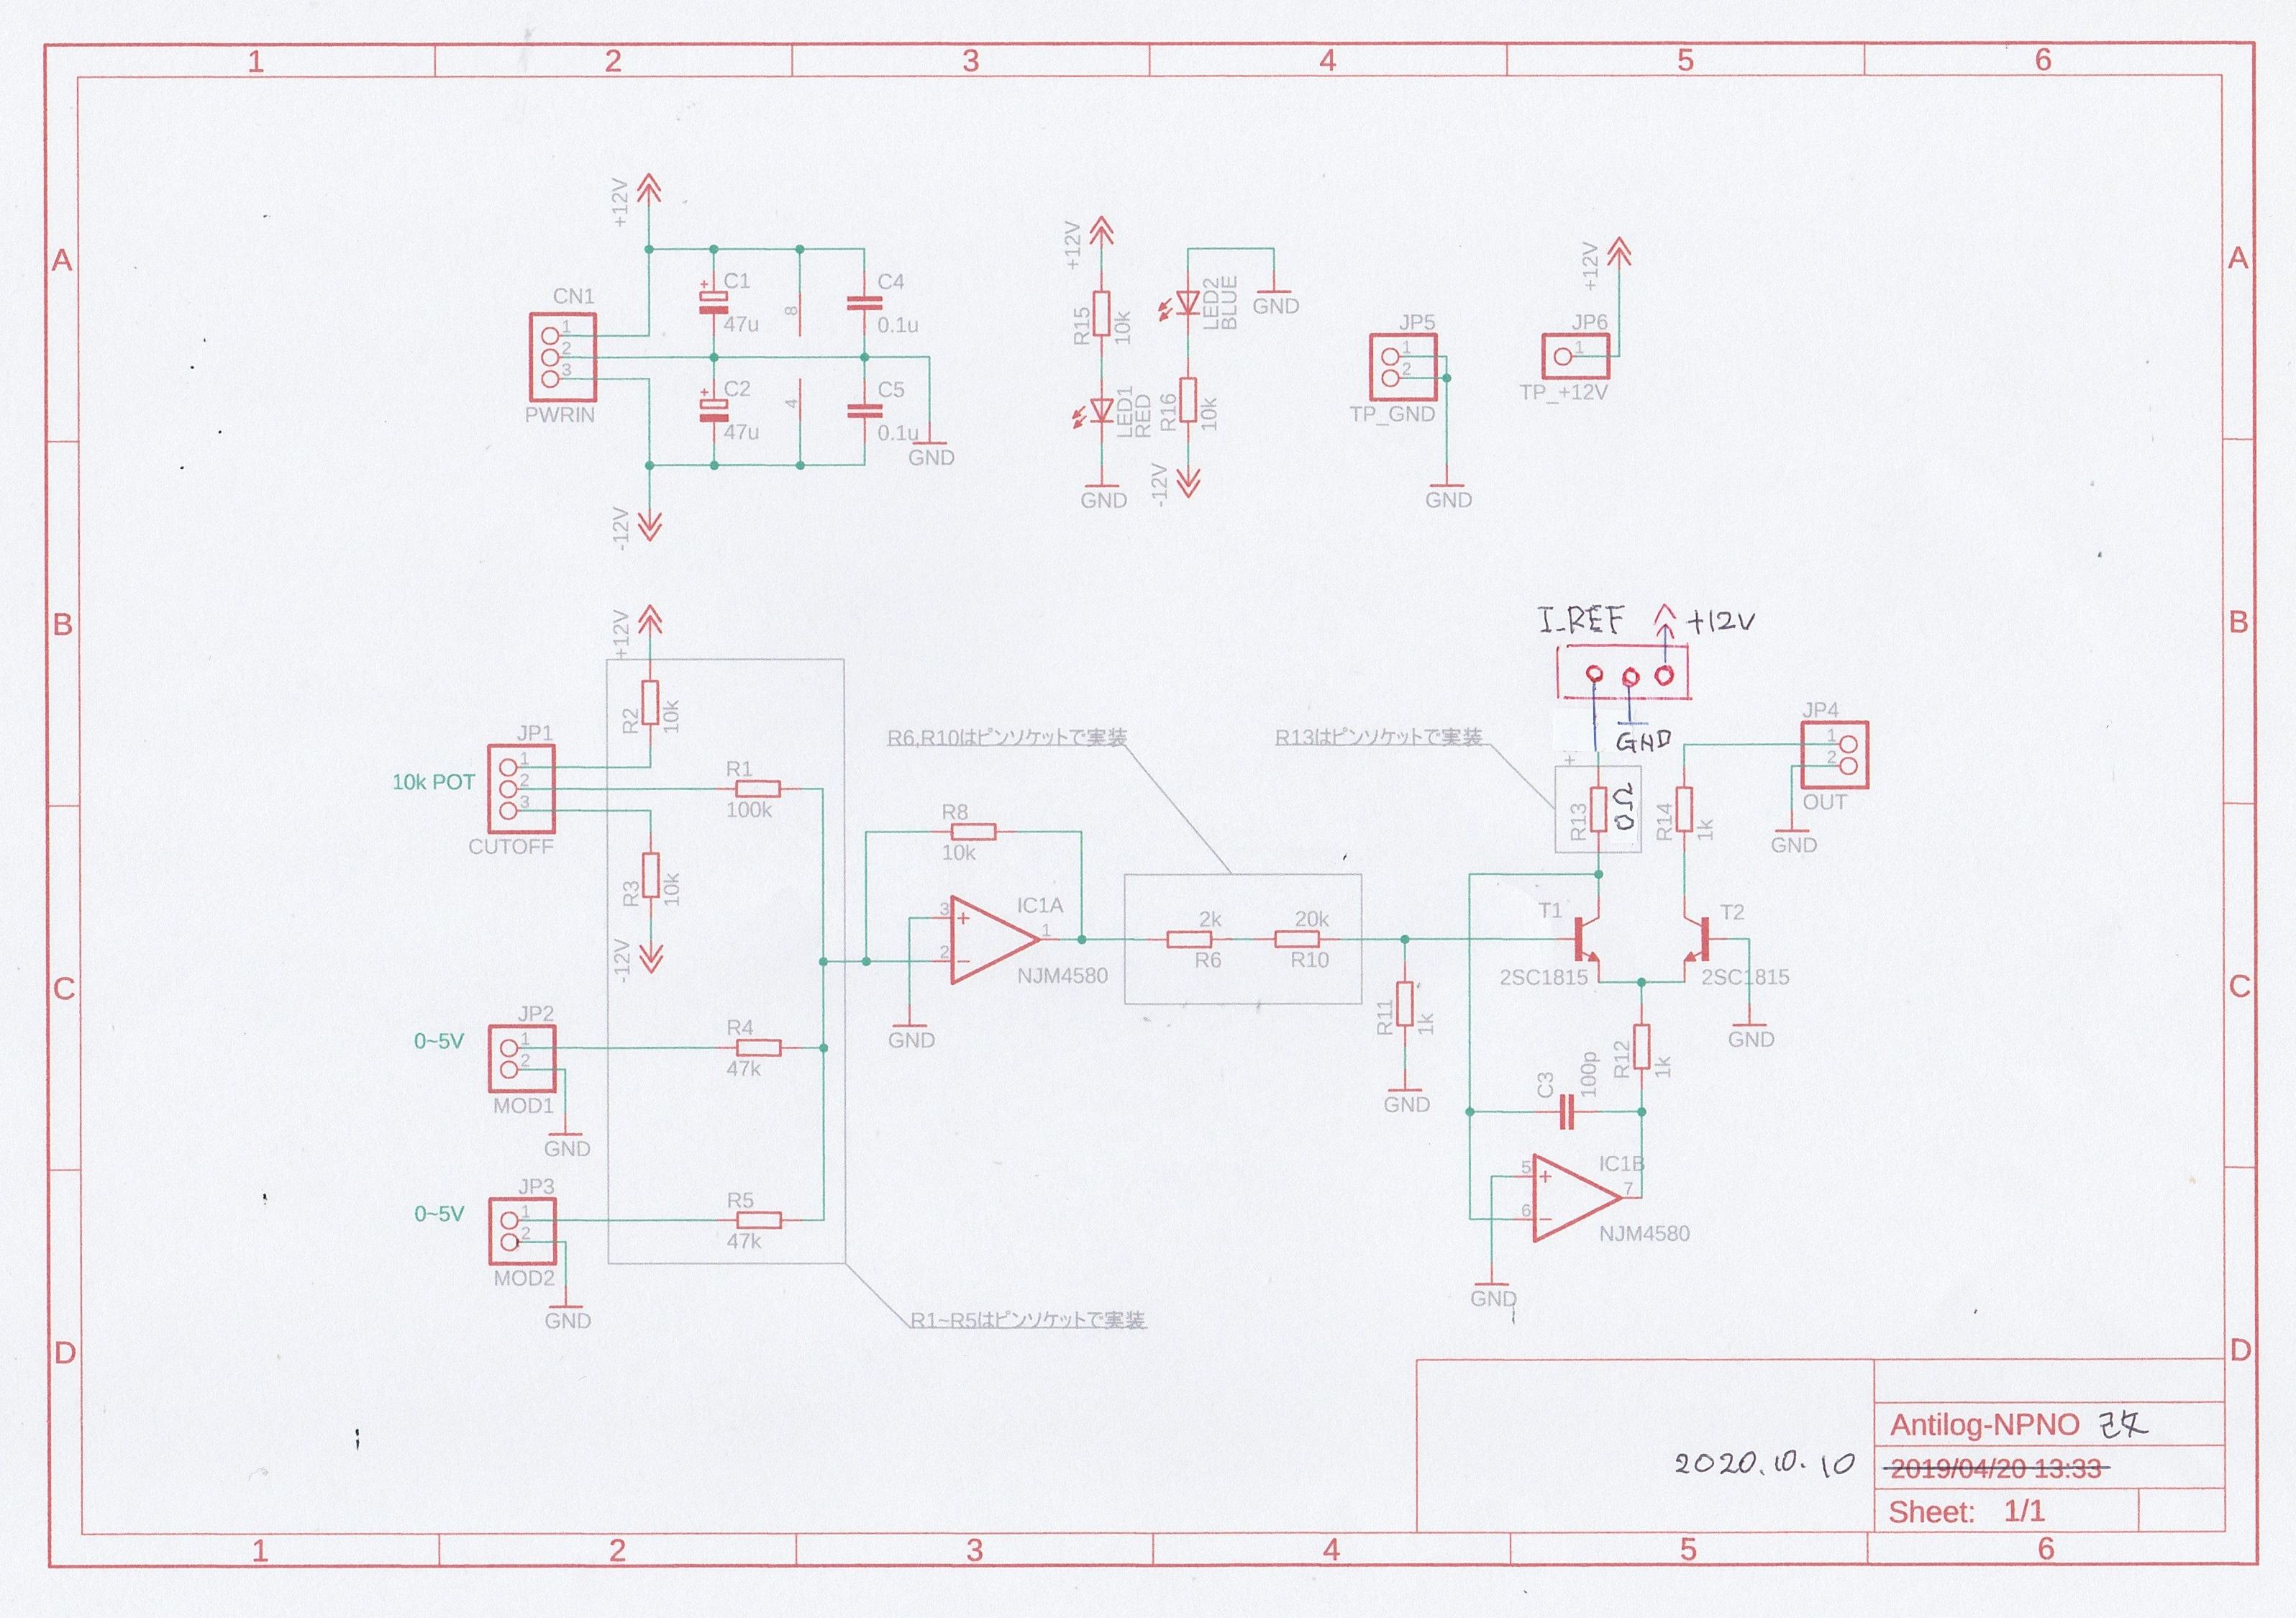 1 2 3 4 5 6
A A
B B
C C
D D
+12V
CN1
1
2
3
PWRIN
+
C1
47u
8
C4
0.1u
+
C2
47u
4
C5
0.1u
GND
-12V
+12V
R15
10k
LED1
RED
GND
LED2
BLUE
GND
R16
10k
-12V
JP5
1
2
TP_GND
GND
+12V
JP6
1
TP_+12V
+12V
R2
10k
JP1
10k POT
1
2
3
CUTOFF
R1
100k
R3
10k
-12V
JP2
0~5V
1
2
MOD1
GND
R4
47k
JP3
0~5V
1
2
MOD2
GND
R5
47k
R1~R5はピンソケットで実装
R8
10k
3
2
1
IC1A
NJM4580
GND
R6,R10はピンソケットで実装
2k
R6
20k
R10
R11
1k
GND
I_REF
+12V
GND
R13はピンソケットで実装
+
R13
0Ω
R14
1k
JP4
1
2
OUT
GND
T1
2SC1815
T2
2SC1815
GND
R12
1k
C3
100p
IC1B
5
6
7
NJM4580
GND
Antilog-NPNO 改
2020.10.10
2019/04/20 13:33
Sheet: 1/1
1 2 3 4 5 6